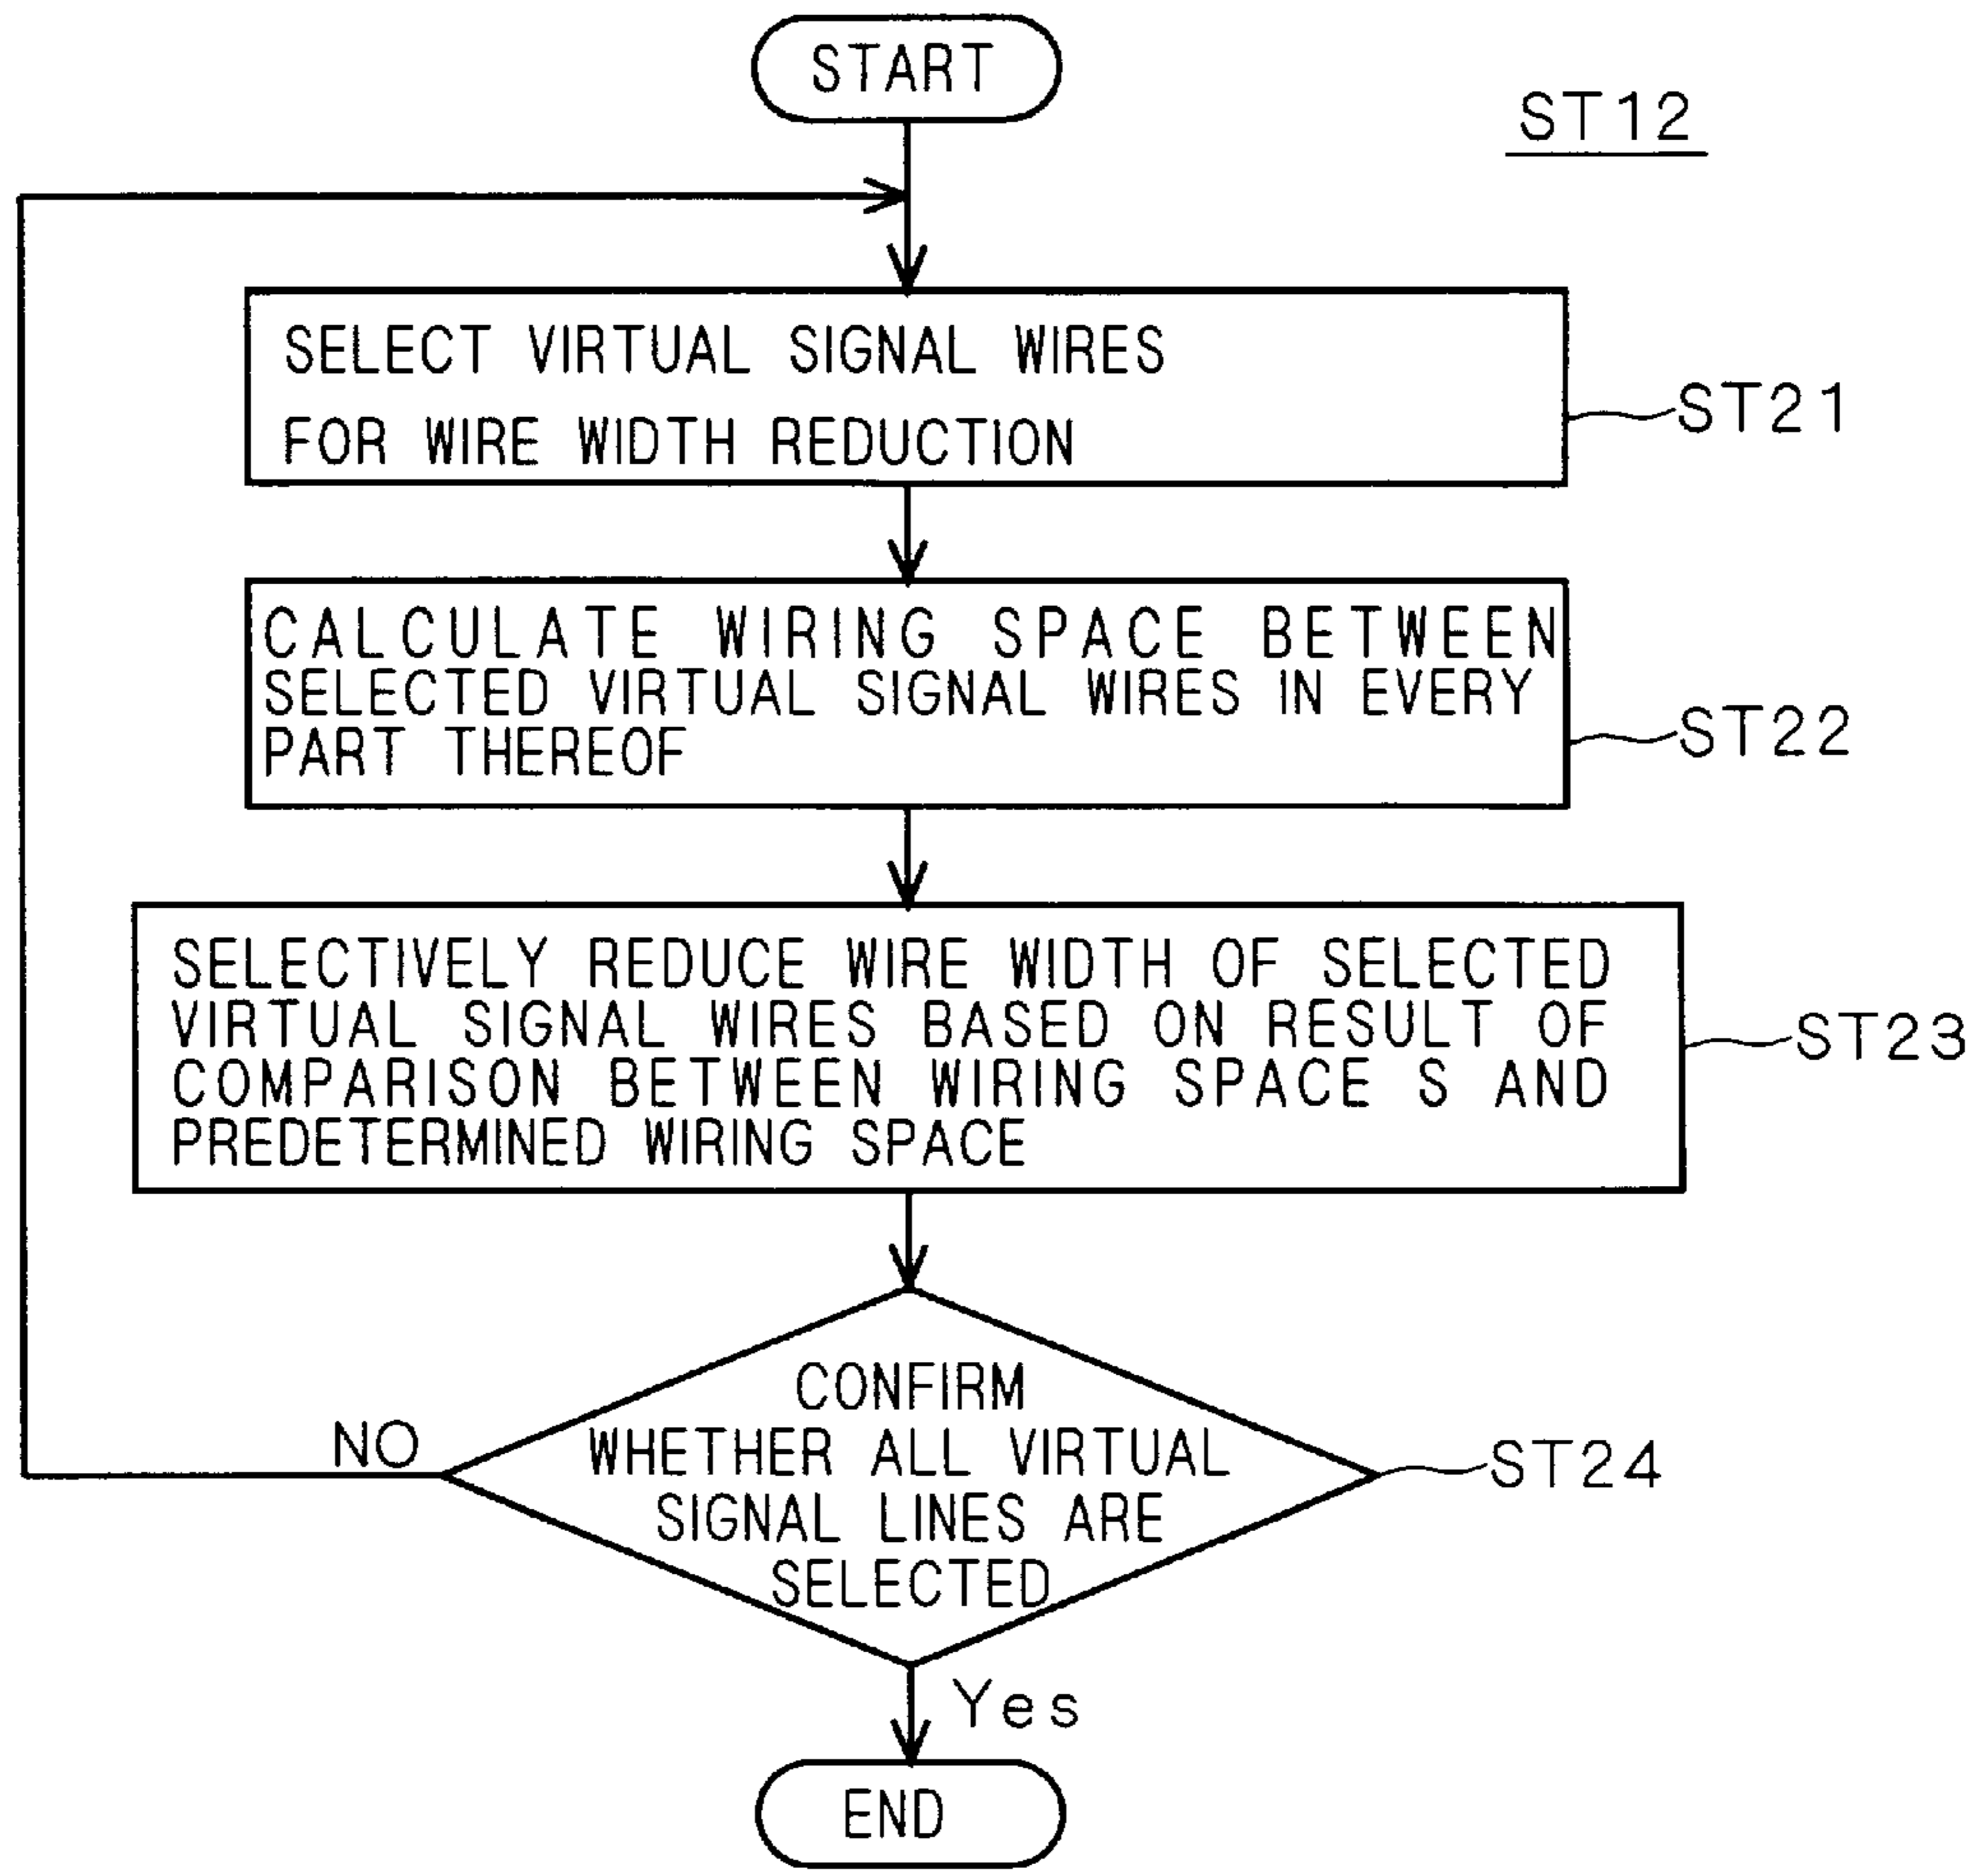 START
ST12
SELECT VIRTUAL SIGNAL WIRES
FOR WIRE WIDTH REDUCTION
ST21
CALCULATE WIRING SPACE BETWEEN
SELECTED VIRTUAL SIGNAL WIRES IN EVERY
PART THEREOF
ST22
SELECTIVELY REDUCE WIRE WIDTH OF SELECTED
VIRTUAL SIGNAL WIRES BASED ON RESULT OF
COMPARISON BETWEEN WIRING SPACE S AND
PREDETERMINED WIRING SPACE
ST23
CONFIRM
WHETHER ALL VIRTUAL
SIGNAL LINES ARE
SELECTED
NO
ST24
Yes
END